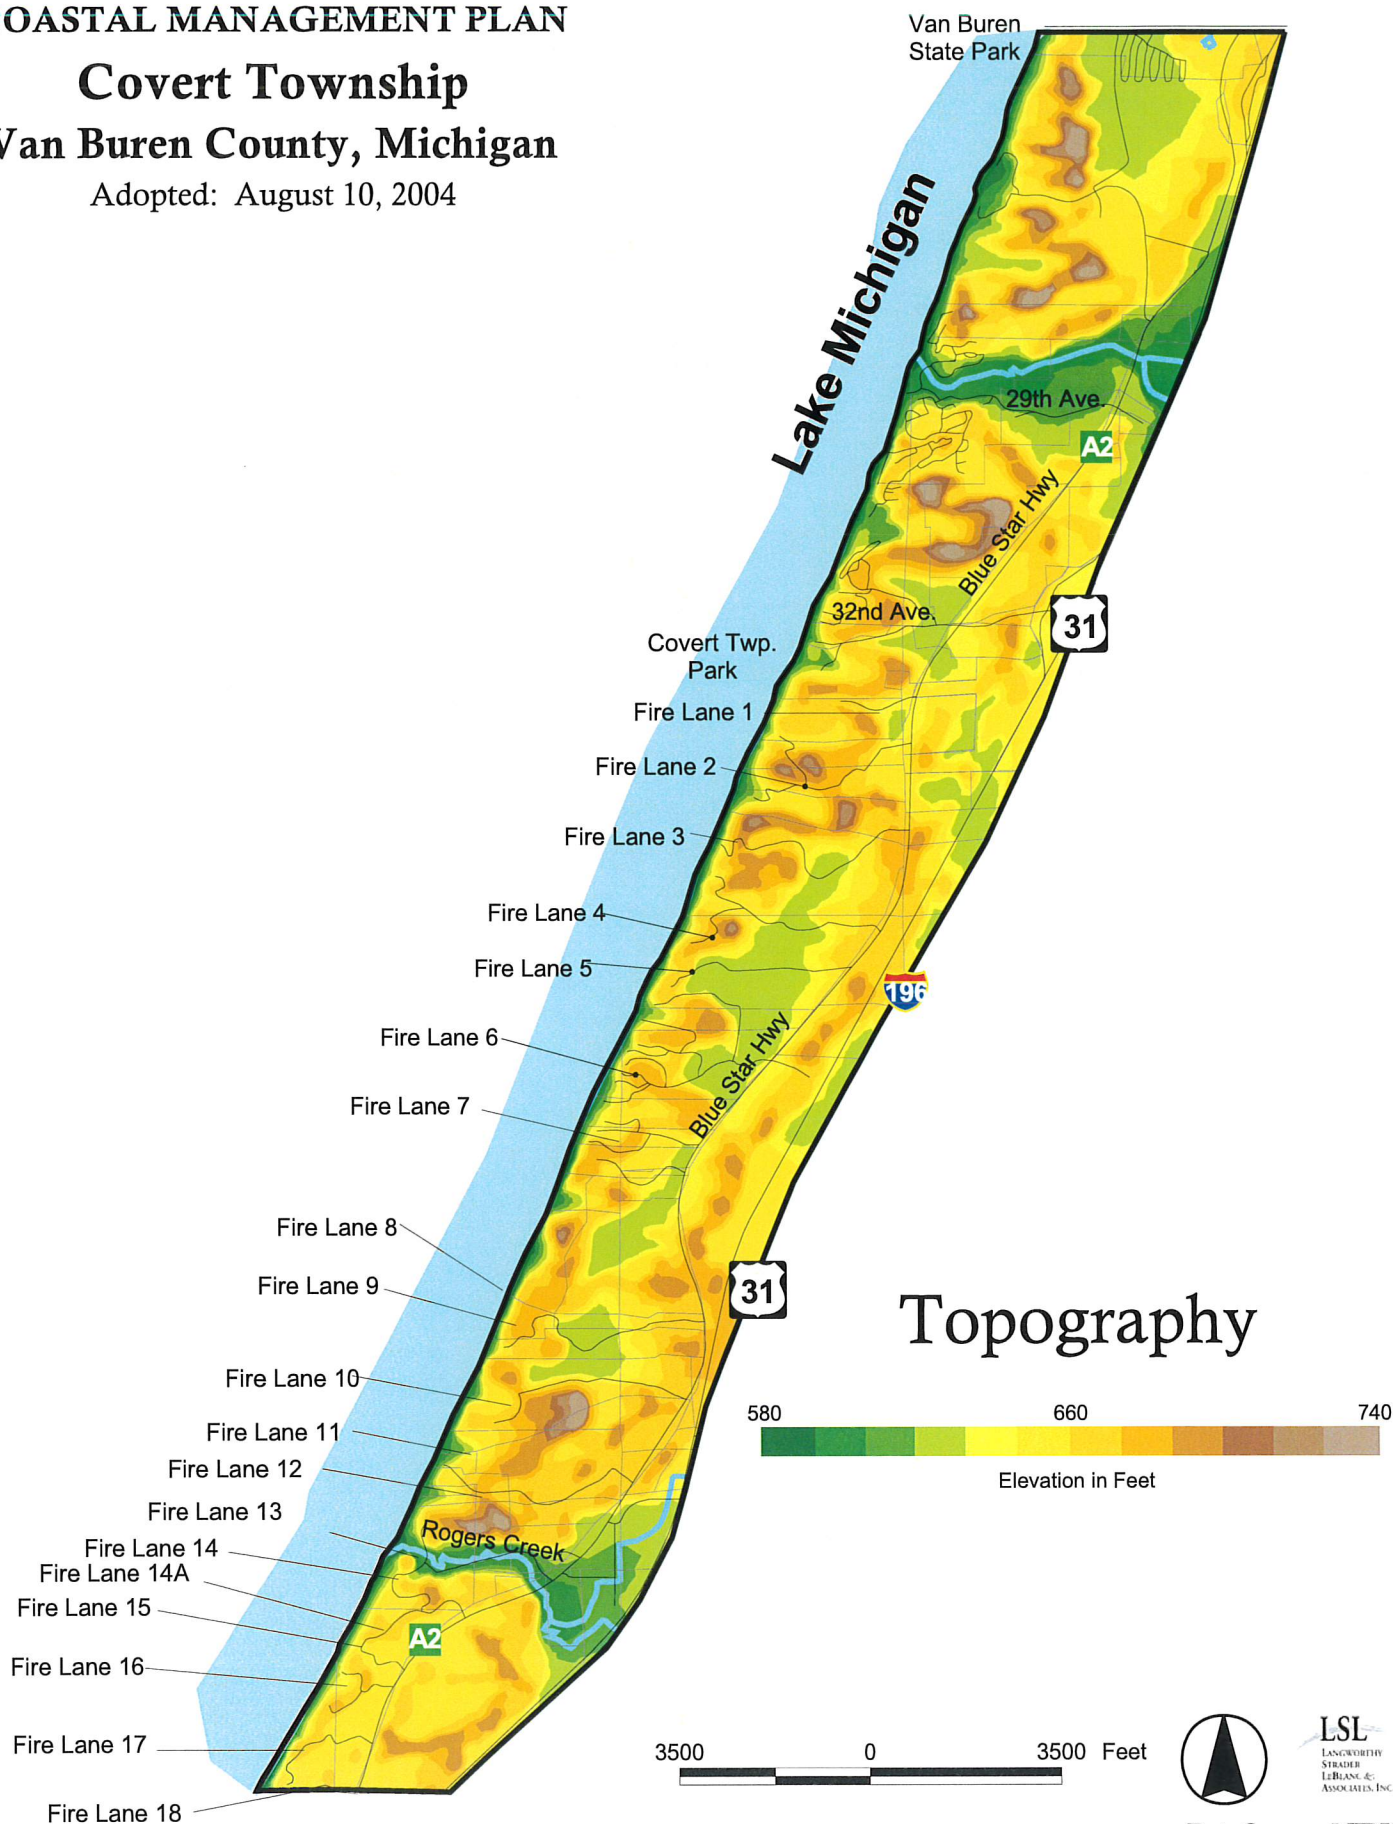 OASTAL MANAGEMENT PLAN
Covert Township
Van Buren County, Michigan
Adopted: August 10, 2004
Van Buren
State Park
Lake Michigan
29th Ave.
A2
Blue Star Hwy
32nd Ave.
31
Covert Twp.
Park
Fire Lane 1
Fire Lane 2
Fire Lane 3
Fire Lane 4
Fire Lane 5
196
Fire Lane 6
Blue Star Hwy
Fire Lane 7
Fire Lane 8
Fire Lane 9
31
Topography
Fire Lane 10
580 660 740
Fire Lane 11
Fire Lane 12
Elevation in Feet
Fire Lane 13
Rogers Creek
Fire Lane 14
Fire Lane 14A
Fire Lane 15
A2
Fire Lane 16
Fire Lane 17
3500 0 3500 Feet
LSL
LANGWORTHY
STRADER
LEBLANC &
ASSOCIATES, INC
Fire Lane 18